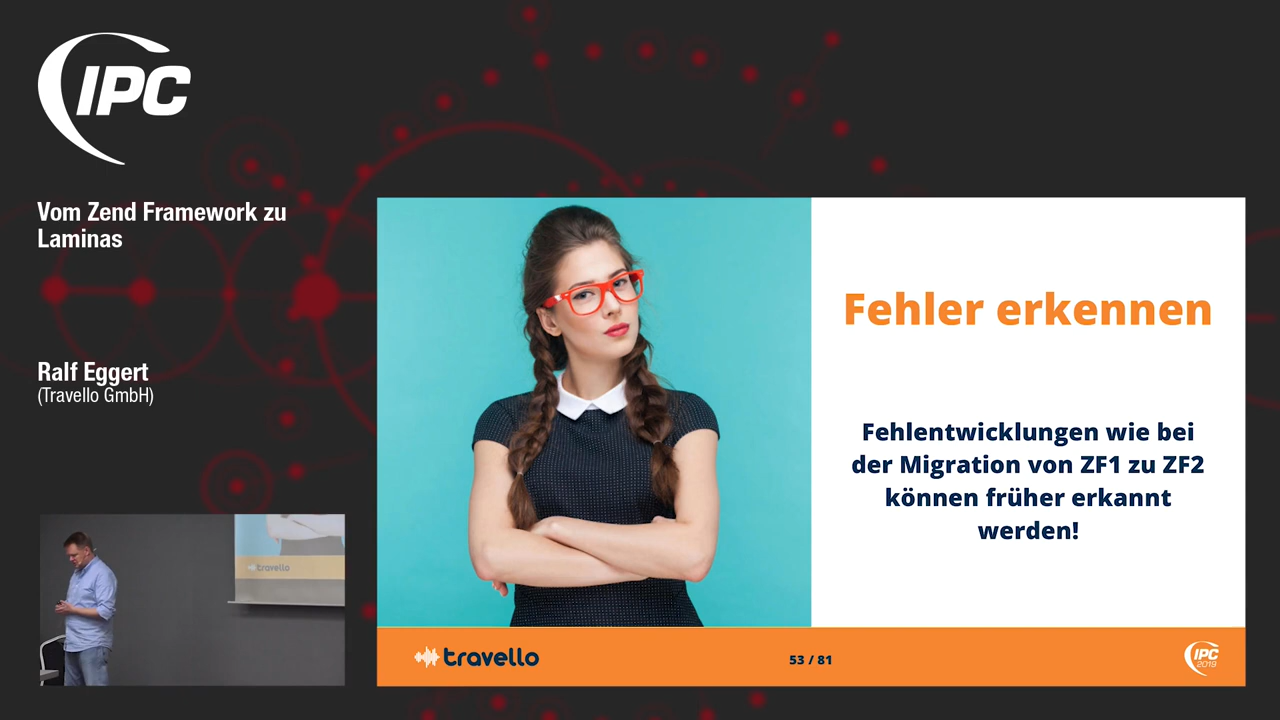 IPC
Vom Zend Framework zu
Laminas
Ralf Eggert
(Travello GmbH)
travello
Fehler erkennen
Fehlentwicklungen wie bei
der Migration von ZF1 zu ZF2
können früher erkannt
werden!
travello
53 / 81
IPC
2019